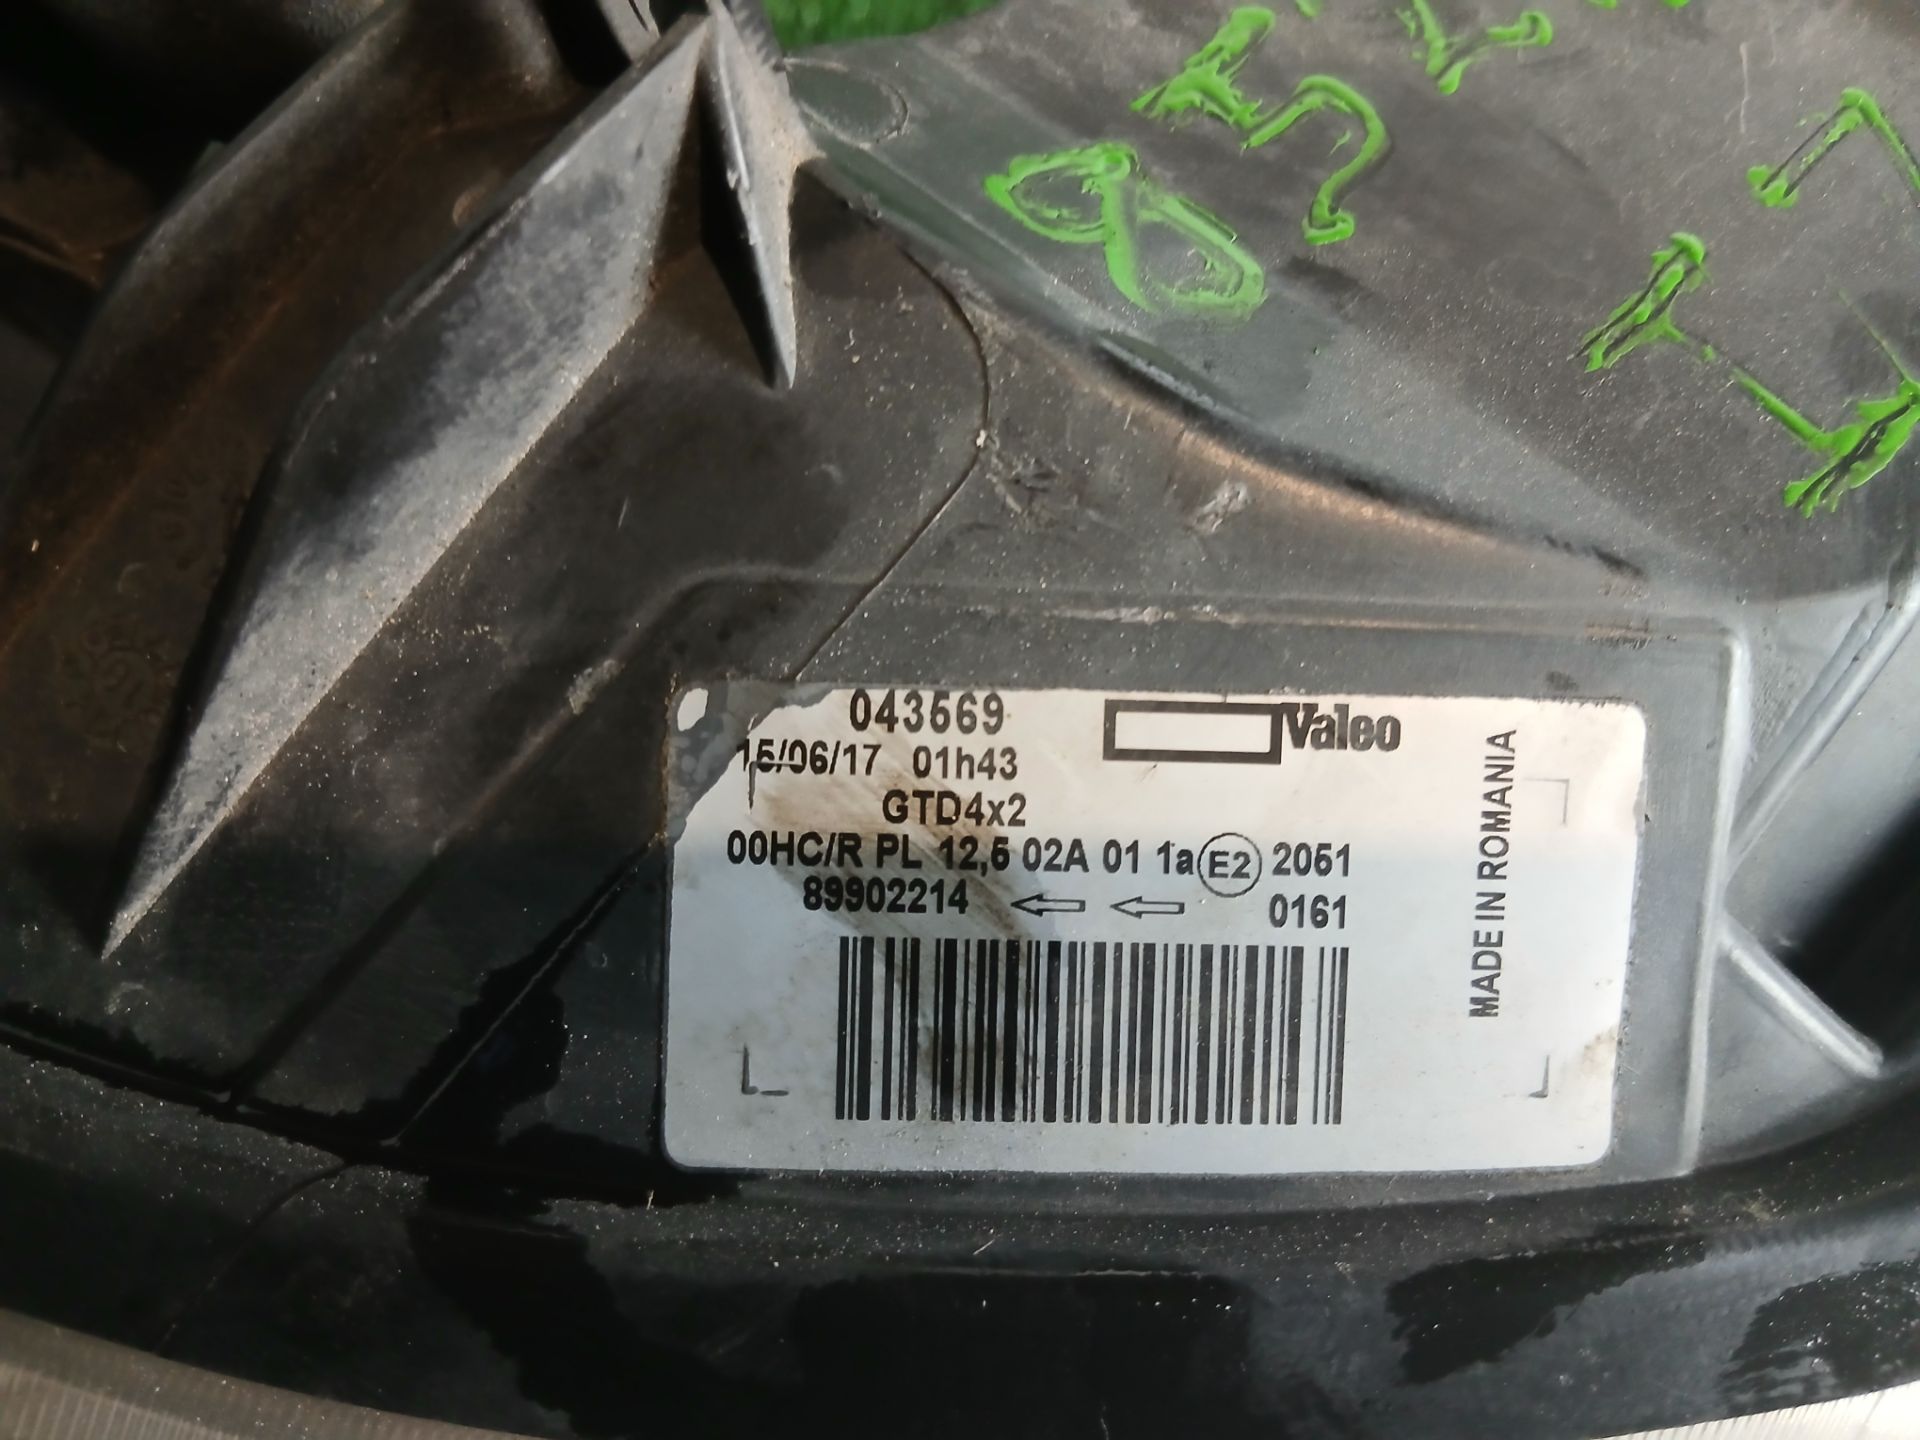 043569
Valeo
15/06/17 01h43
GTD4x2
00HC/R PL 12,5 02A 01 1a E2 2051
89902214 0161
MADE IN ROMANIA